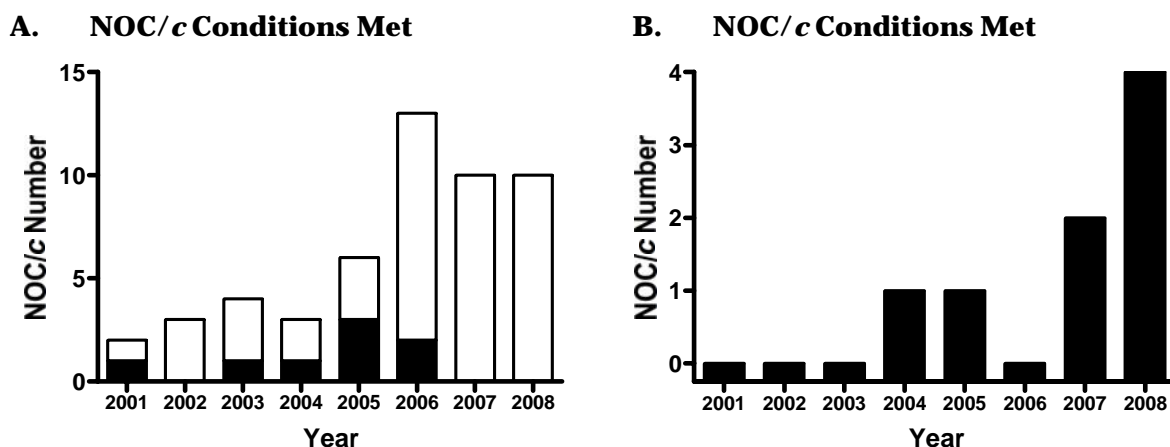 A. NOC/c Conditions Met
15
10
5
0
NOC/c Number
2001 2002 2003 2004 2005 2006 2007 2008
Year
B. NOC/c Conditions Met
4
3
2
1
0
NOC/c Number
2001 2002 2003 2004 2005 2006 2007 2008
Year